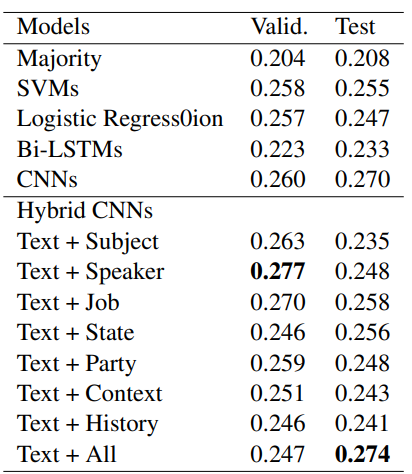 Models Valid. Test
Majority 0.204 0.208
SVMs 0.258 0.255
Logistic Regress0ion 0.257 0.247
Bi-LSTMs 0.223 0.233
CNNs 0.260 0.270
Hybrid CNNs
Text + Subject 0.263 0.235
Text + Speaker 0.277 0.248
Text + Job 0.270 0.258
Text + State 0.246 0.256
Text + Party 0.259 0.248
Text + Context 0.251 0.243
Text + History 0.246 0.241
Text + All 0.247 0.274